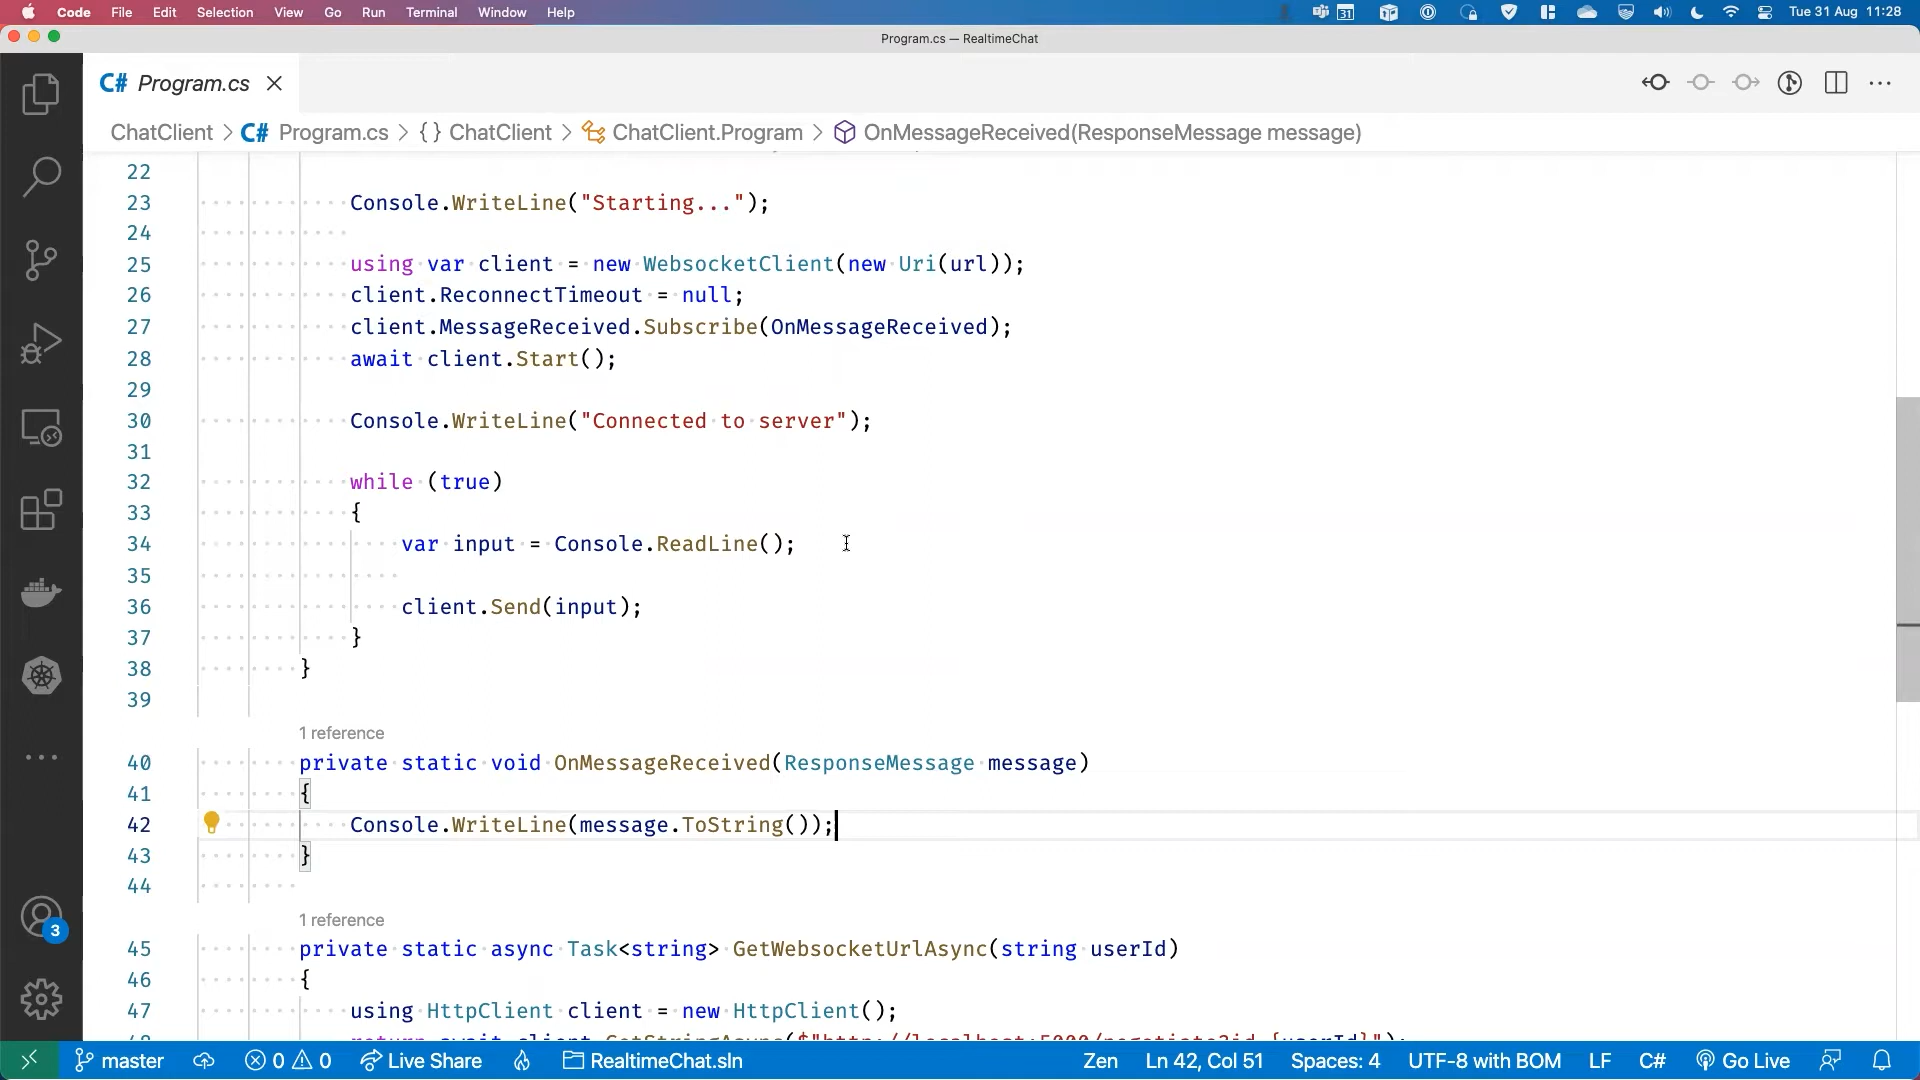 Code File Edit Selection View Go Run Terminal Window Help 31 Tue 31 Aug 11:28
Program.cs — RealtimeChat
C# Program.cs
ChatClient > C# Program.cs > {} ChatClient > ChatClient.Program > OnMessageReceived(ResponseMessage message)
22
23 Console.WriteLine("Starting...");
24
25 using var client = new WebsocketClient(new Uri(url));
26 client.ReconnectTimeout = null;
27 client.MessageReceived.Subscribe(OnMessageReceived);
28 await client.Start();
29
30 Console.WriteLine("Connected to server");
31
32 while (true)
33 {
34 var input = Console.ReadLine();
35
36 client.Send(input);
37 }
38 }
39
1 reference
40 private static void OnMessageReceived(ResponseMessage message)
41 {
42 Console.WriteLine(message.ToString());
43 }
44
1 reference
45 private static async Task<string> GetWebsocketUrlAsync(string userId)
46 {
47 using HttpClient client = new HttpClient();
3
master 0 0 Live Share RealtimeChat.sln Zen Ln 42, Col 51 Spaces: 4 UTF-8 with BOM LF C# Go Live